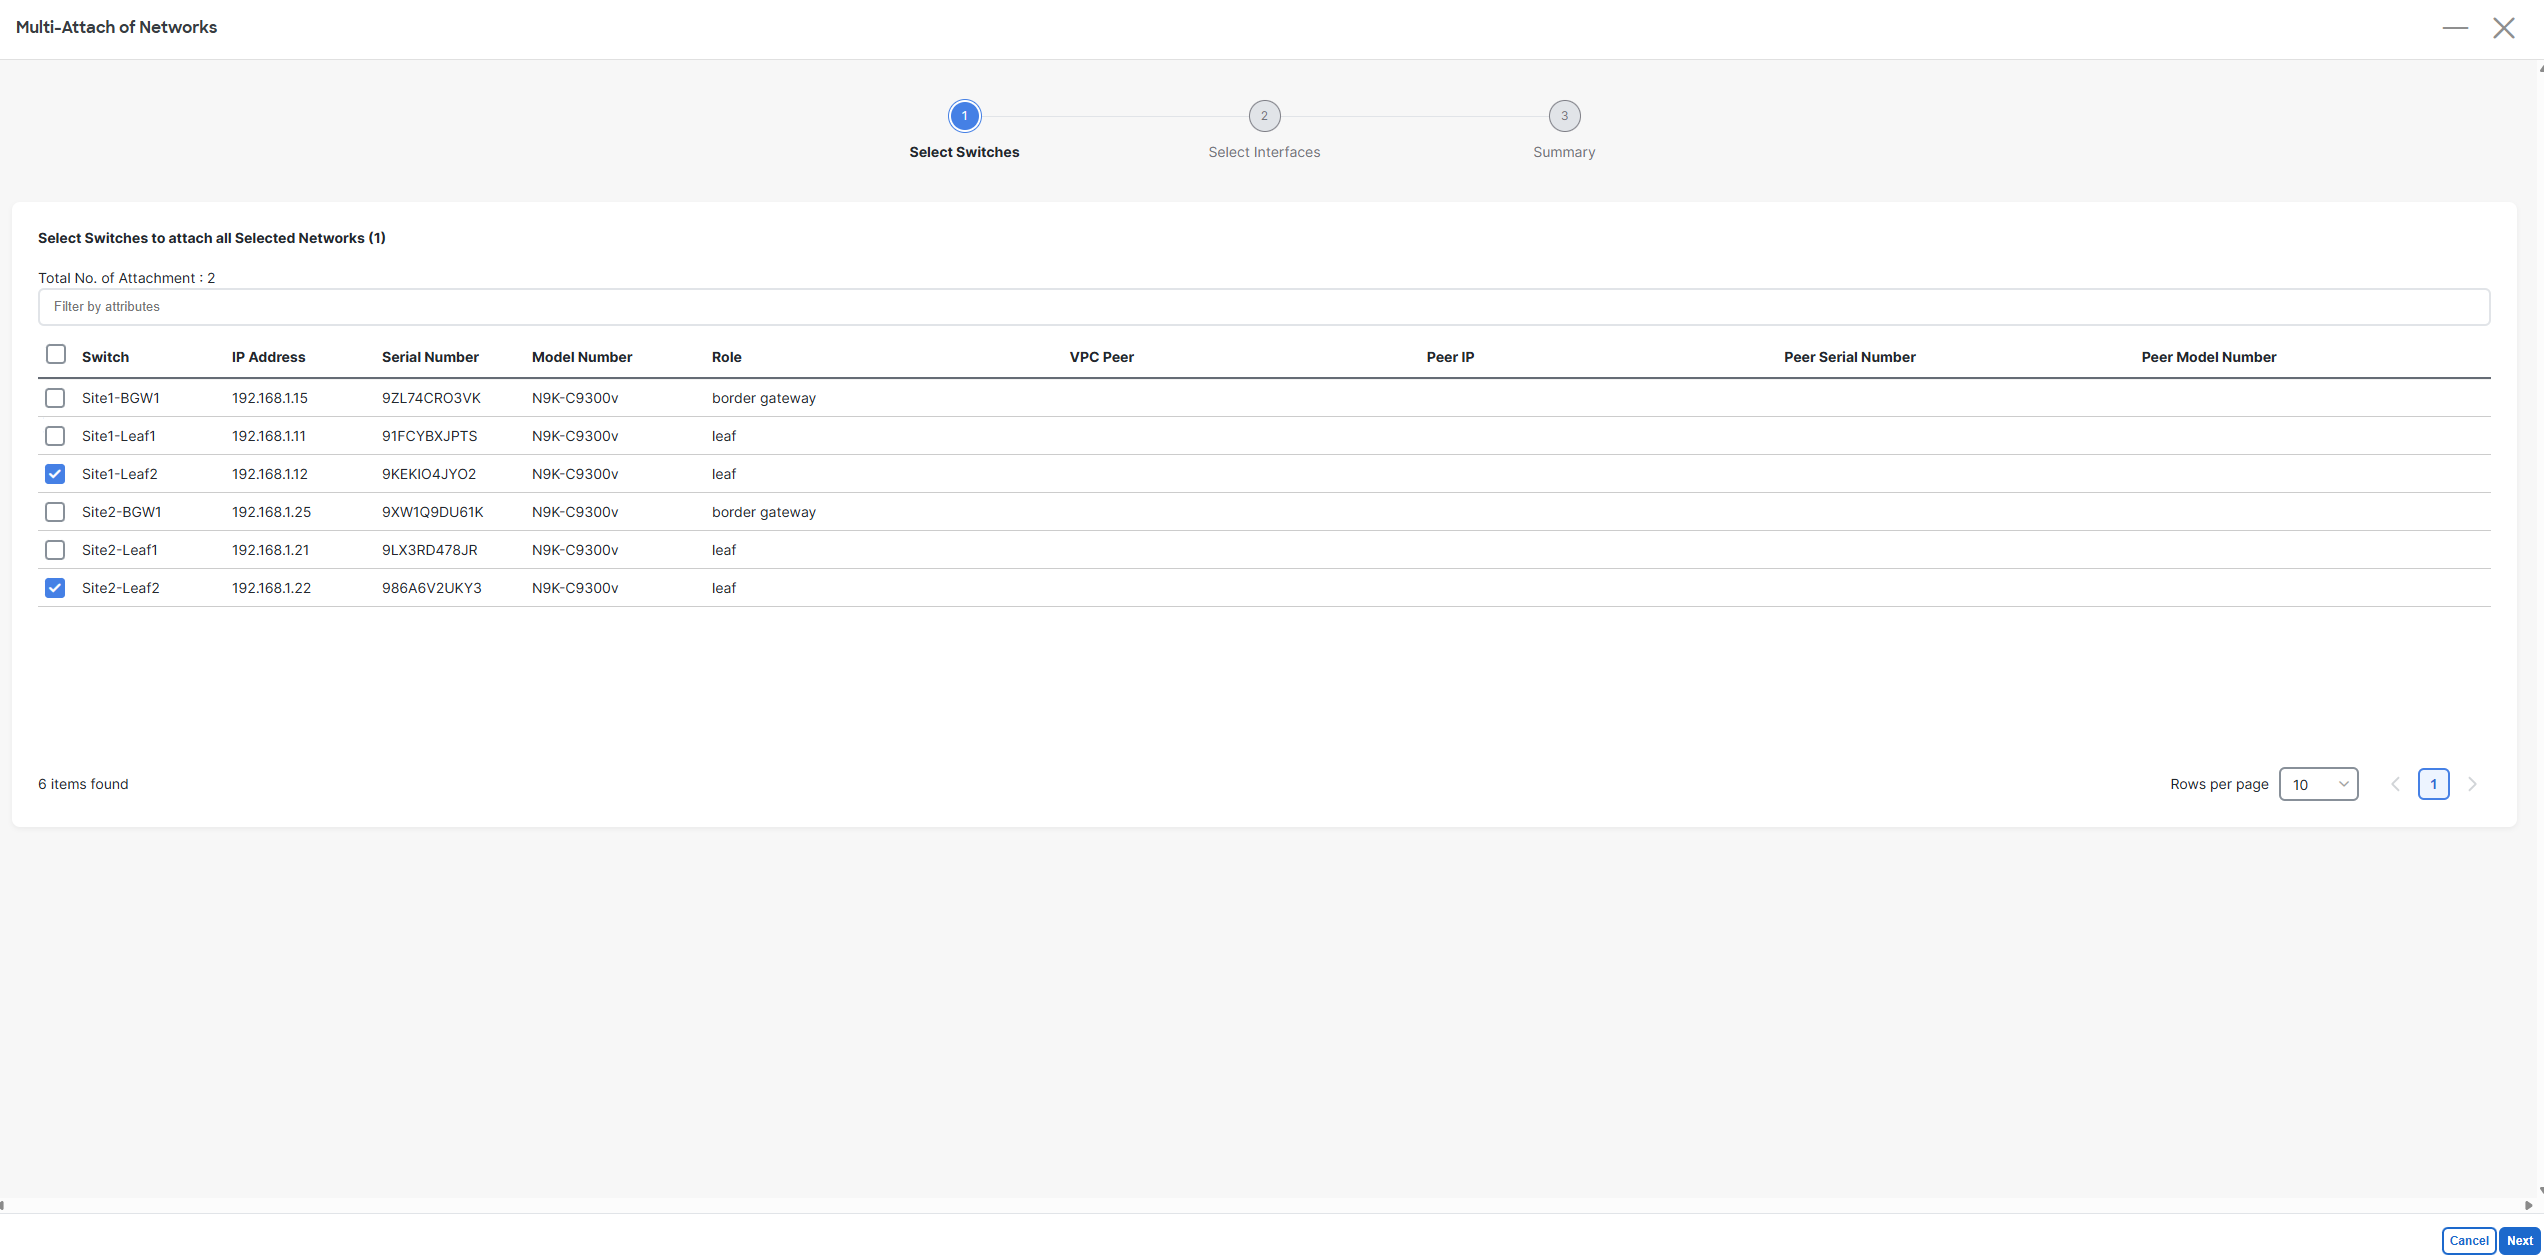 Multi-Attach of Networks
1 2 3
Select Switches Select Interfaces Summary
Select Switches to attach all Selected Networks (1)
Total No. of Attachment : 2
Filter by attributes
Switch IP Address Serial Number Model Number Role VPC Peer Peer IP Peer Serial Number Peer Model Number
Site1-BGW1 192.168.1.15 9ZL74CRO3VK N9K-C9300v border gateway
Site1-Leaf1 192.168.1.11 91FCYBXJPTS N9K-C9300v leaf
Site1-Leaf2 192.168.1.12 9KEKIO4JYO2 N9K-C9300v leaf
Site2-BGW1 192.168.1.25 9XW1Q9DU61K N9K-C9300v border gateway
Site2-Leaf1 192.168.1.21 9LX3RD478JR N9K-C9300v leaf
Site2-Leaf2 192.168.1.22 986A6V2UKY3 N9K-C9300v leaf
6 items found Rows per page 10 1
Cancel Next